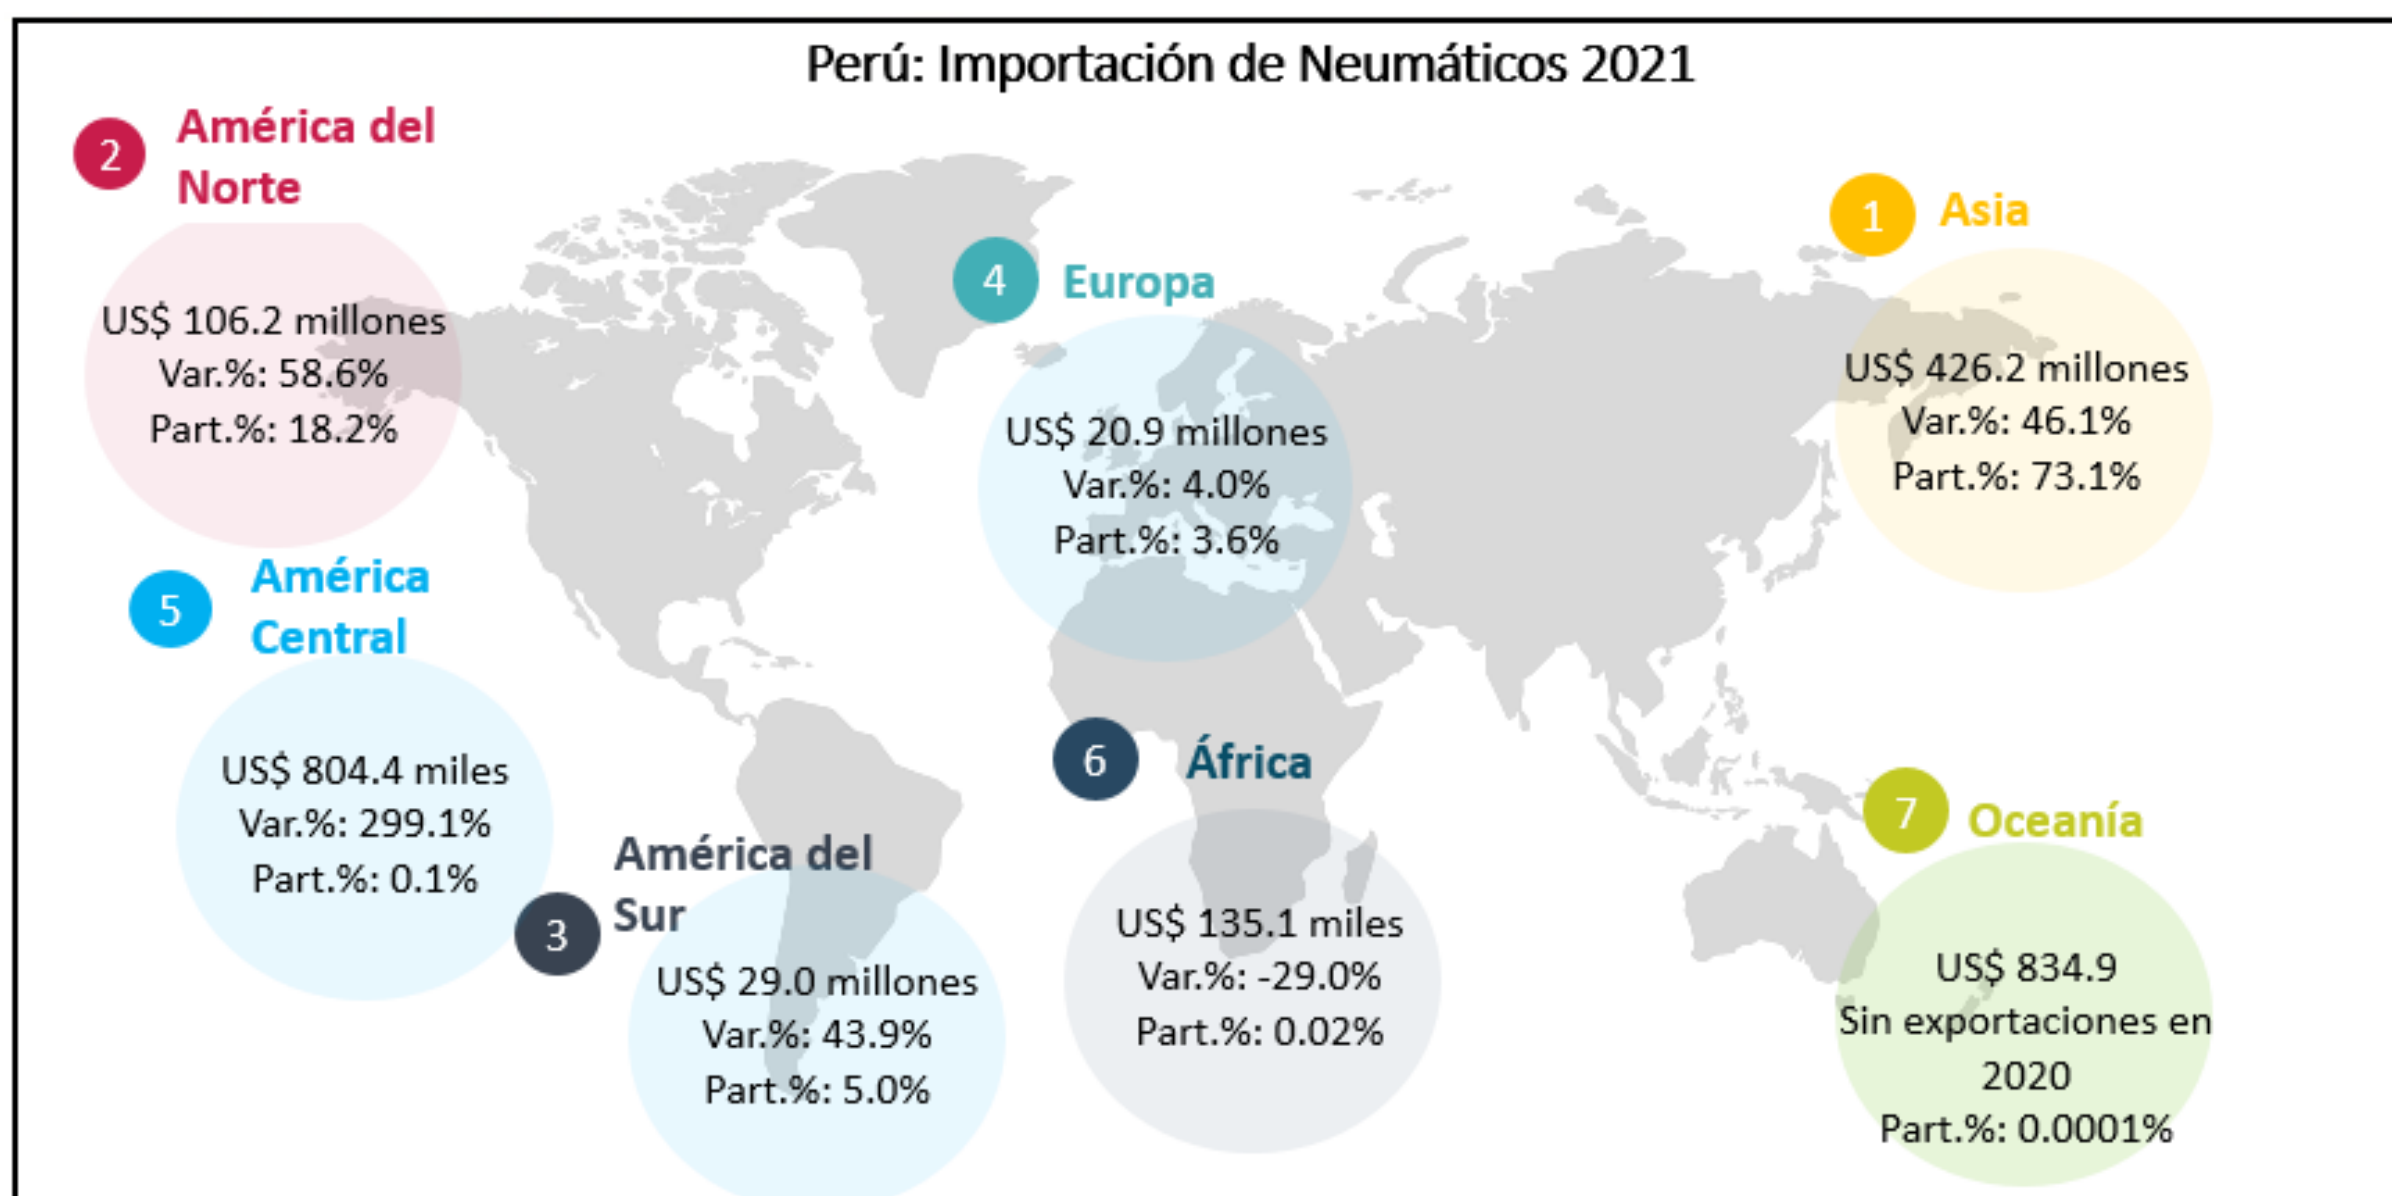 Perú: Importación de Neumáticos 2021
2
América del
Norte
US$ 106.2 millones
Var.%: 58.6%
Part.%: 18.2%
1
Asia
US$ 426.2 millones
Var.%: 46.1%
Part.%: 73.1%
4
Europa
US$ 20.9 millones
Var.%: 4.0%
Part.%: 3.6%
5
América
Central
US$ 804.4 miles
Var.%: 299.1%
Part.%: 0.1%
3
América del
Sur
US$ 29.0 millones
Var.%: 43.9%
Part.%: 5.0%
6
África
US$ 135.1 miles
Var.%: -29.0%
Part.%: 0.02%
7
Oceanía
US$ 834.9
Sin exportaciones en
2020
Part.%: 0.0001%